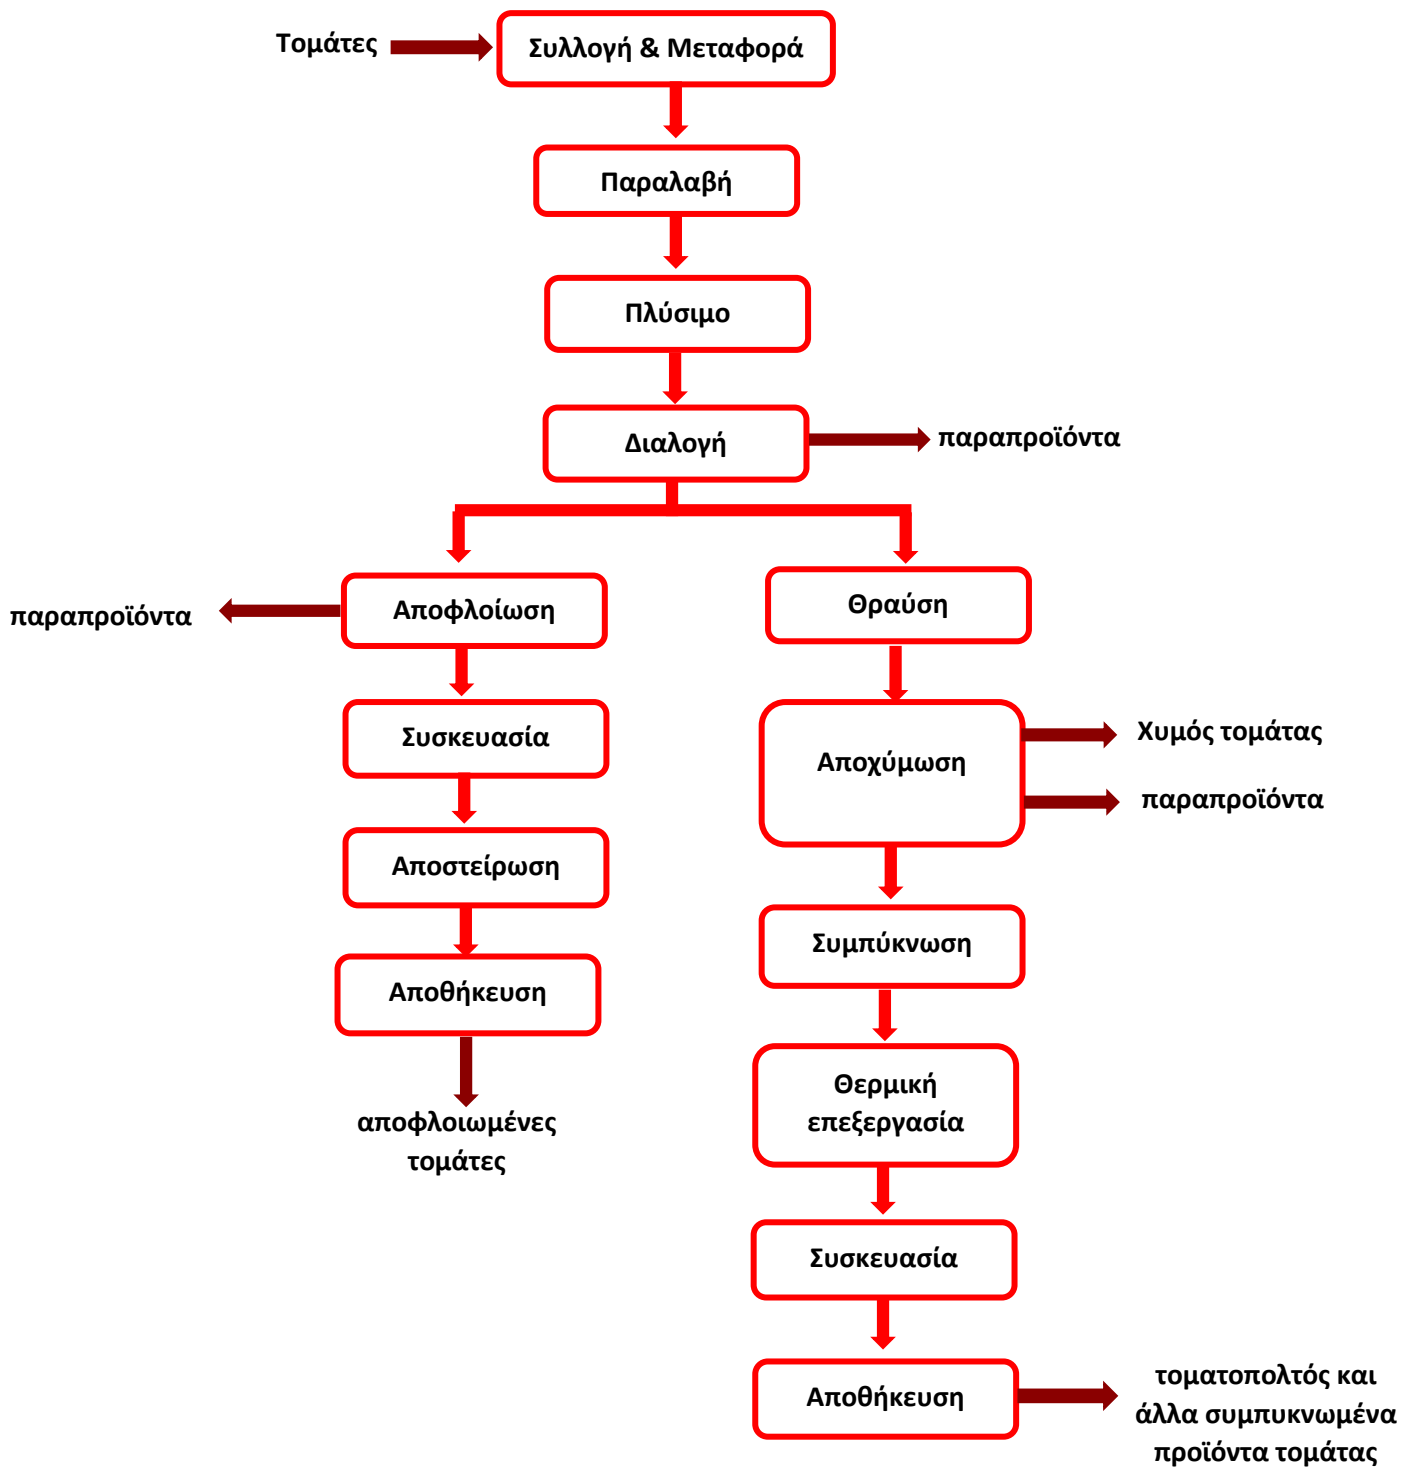 Τομάτες
Συλλογή & Μεταφορά
Παραλαβή
Πλύσιμο
Διαλογή
παραπροϊόντα
παραπροϊόντα
Αποφλοίωση
Θραύση
Συσκευασία
Αποχύμωση
Χυμός τομάτας
παραπροϊόντα
Αποστείρωση
Συμπύκνωση
Αποθήκευση
αποφλοιωμένες
τομάτες
Θερμική
επεξεργασία
Συσκευασία
Αποθήκευση
τοματοπολτός και
άλλα συμπυκνωμένα
προϊόντα τομάτας